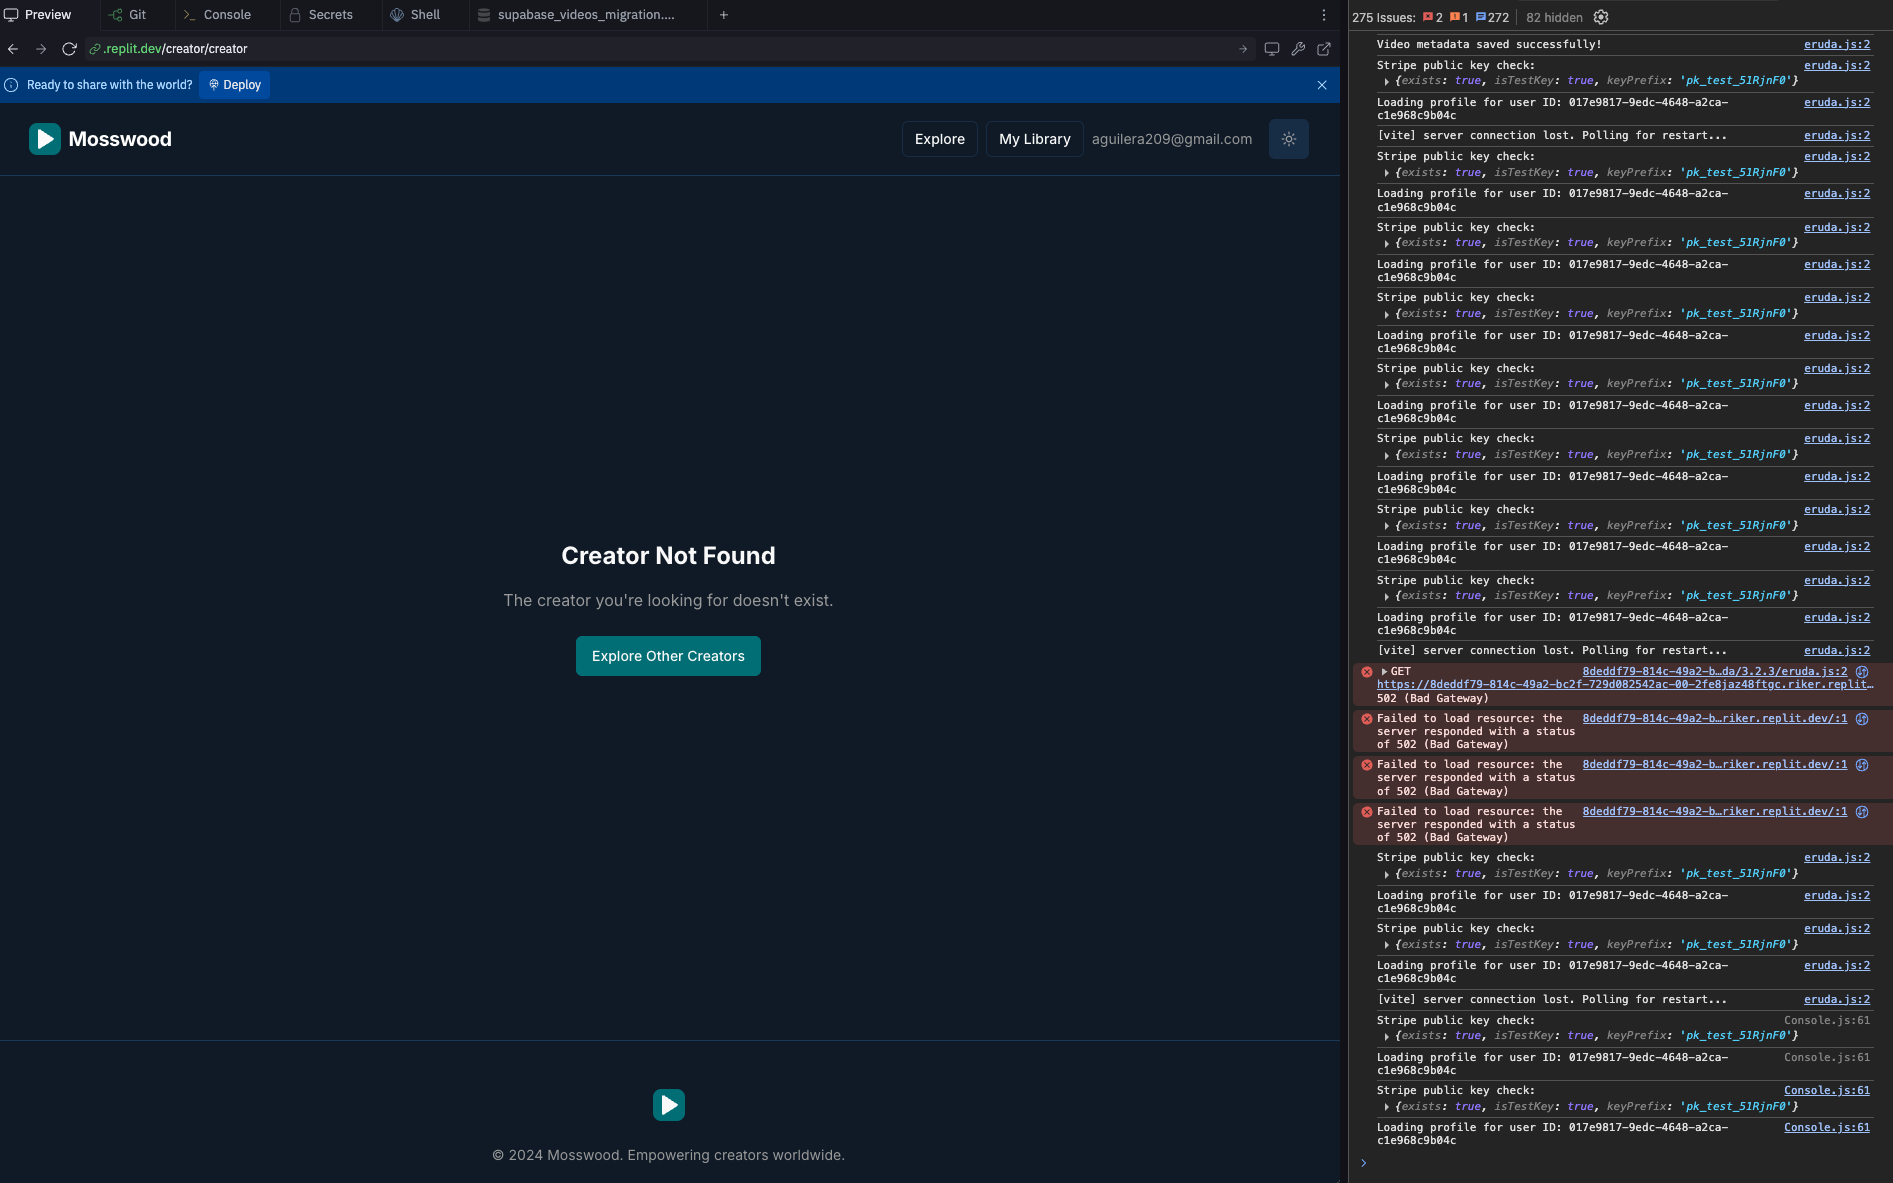 Preview
Git
Console
Secrets
Shell
supabase_videos_migration....
.replit.dev/creator/creator
Ready to share with the world?
Deploy
Mosswood
Explore
My Library
aguilera209@gmail.com
Creator Not Found
The creator you're looking for doesn't exist.
Explore Other Creators
© 2024 Mosswood. Empowering creators worldwide.
275 Issues: 2 1 272 82 hidden
Video metadata saved successfully! eruda.js:2
Stripe public key check: eruda.js:2
{exists: true, isTestKey: true, keyPrefix: 'pk_test_51RjnF0'}
Loading profile for user ID: 017e9817-9edc-4648-a2ca- eruda.js:2
c1e968c9b04c
[vite] server connection lost. Polling for restart... eruda.js:2
Stripe public key check: eruda.js:2
{exists: true, isTestKey: true, keyPrefix: 'pk_test_51RjnF0'}
Loading profile for user ID: 017e9817-9edc-4648-a2ca- eruda.js:2
c1e968c9b04c
Stripe public key check: eruda.js:2
{exists: true, isTestKey: true, keyPrefix: 'pk_test_51RjnF0'}
Loading profile for user ID: 017e9817-9edc-4648-a2ca- eruda.js:2
c1e968c9b04c
Stripe public key check: eruda.js:2
{exists: true, isTestKey: true, keyPrefix: 'pk_test_51RjnF0'}
Loading profile for user ID: 017e9817-9edc-4648-a2ca- eruda.js:2
c1e968c9b04c
Stripe public key check: eruda.js:2
{exists: true, isTestKey: true, keyPrefix: 'pk_test_51RjnF0'}
Loading profile for user ID: 017e9817-9edc-4648-a2ca- eruda.js:2
c1e968c9b04c
Stripe public key check: eruda.js:2
{exists: true, isTestKey: true, keyPrefix: 'pk_test_51RjnF0'}
Loading profile for user ID: 017e9817-9edc-4648-a2ca- eruda.js:2
c1e968c9b04c
Stripe public key check: eruda.js:2
{exists: true, isTestKey: true, keyPrefix: 'pk_test_51RjnF0'}
Loading profile for user ID: 017e9817-9edc-4648-a2ca- eruda.js:2
c1e968c9b04c
Stripe public key check: eruda.js:2
{exists: true, isTestKey: true, keyPrefix: 'pk_test_51RjnF0'}
Loading profile for user ID: 017e9817-9edc-4648-a2ca- eruda.js:2
c1e968c9b04c
[vite] server connection lost. Polling for restart... eruda.js:2
GET 8deddf79-814c-49a2-b…da/3.2.3/eruda.js:2
https://8deddf79-814c-49a2-bc2f-729d082542ac-00-2fe8jaz48ftgc.riker.replit…
502 (Bad Gateway)
Failed to load resource: the 8deddf79-814c-49a2-b…riker.replit.dev/:1
server responded with a status
of 502 (Bad Gateway)
Failed to load resource: the 8deddf79-814c-49a2-b…riker.replit.dev/:1
server responded with a status
of 502 (Bad Gateway)
Failed to load resource: the 8deddf79-814c-49a2-b…riker.replit.dev/:1
server responded with a status
of 502 (Bad Gateway)
Stripe public key check: eruda.js:2
{exists: true, isTestKey: true, keyPrefix: 'pk_test_51RjnF0'}
Loading profile for user ID: 017e9817-9edc-4648-a2ca- eruda.js:2
c1e968c9b04c
Stripe public key check: eruda.js:2
{exists: true, isTestKey: true, keyPrefix: 'pk_test_51RjnF0'}
Loading profile for user ID: 017e9817-9edc-4648-a2ca- eruda.js:2
c1e968c9b04c
[vite] server connection lost. Polling for restart... eruda.js:2
Stripe public key check: Console.js:61
{exists: true, isTestKey: true, keyPrefix: 'pk_test_51RjnF0'}
Loading profile for user ID: 017e9817-9edc-4648-a2ca- Console.js:61
c1e968c9b04c
Stripe public key check: Console.js:61
{exists: true, isTestKey: true, keyPrefix: 'pk_test_51RjnF0'}
Loading profile for user ID: 017e9817-9edc-4648-a2ca- Console.js:61
c1e968c9b04c